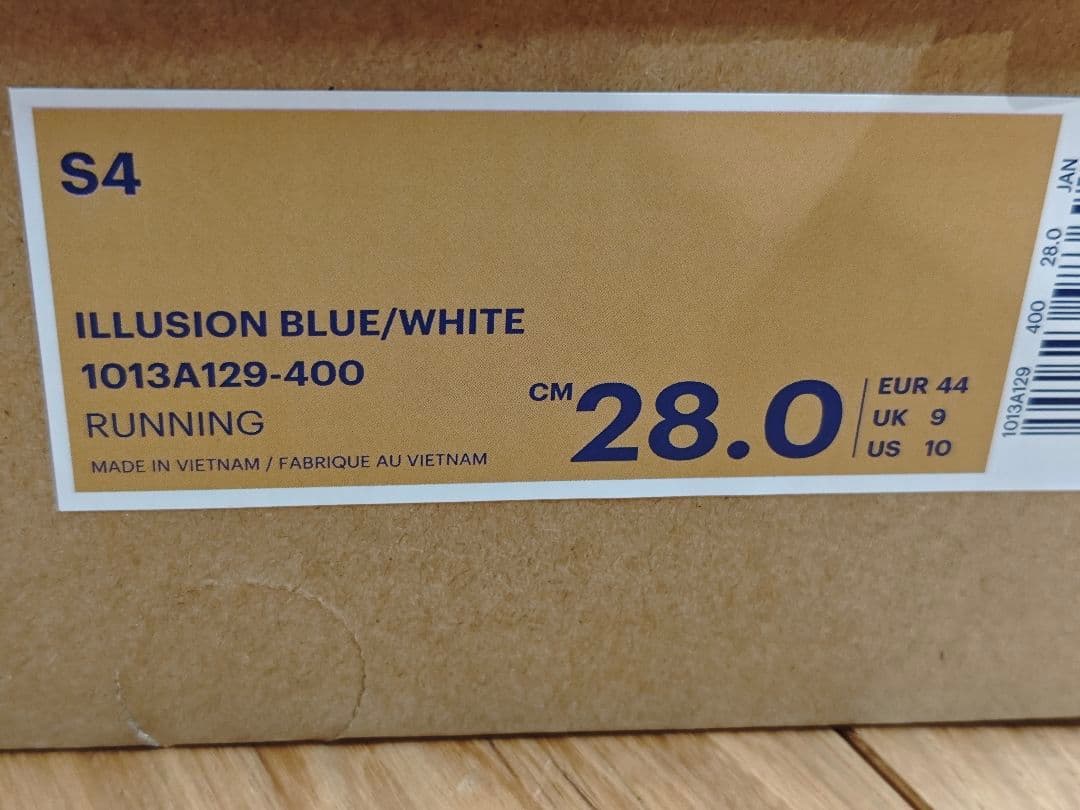 S4
ILLUSION BLUE/WHITE
1013A129-400
RUNNING
MADE IN VIETNAM / FABRIQUE AU VIETNAM
CM 28.0
EUR 44
UK 9
US 10
1013A129 400 28.0 JAN